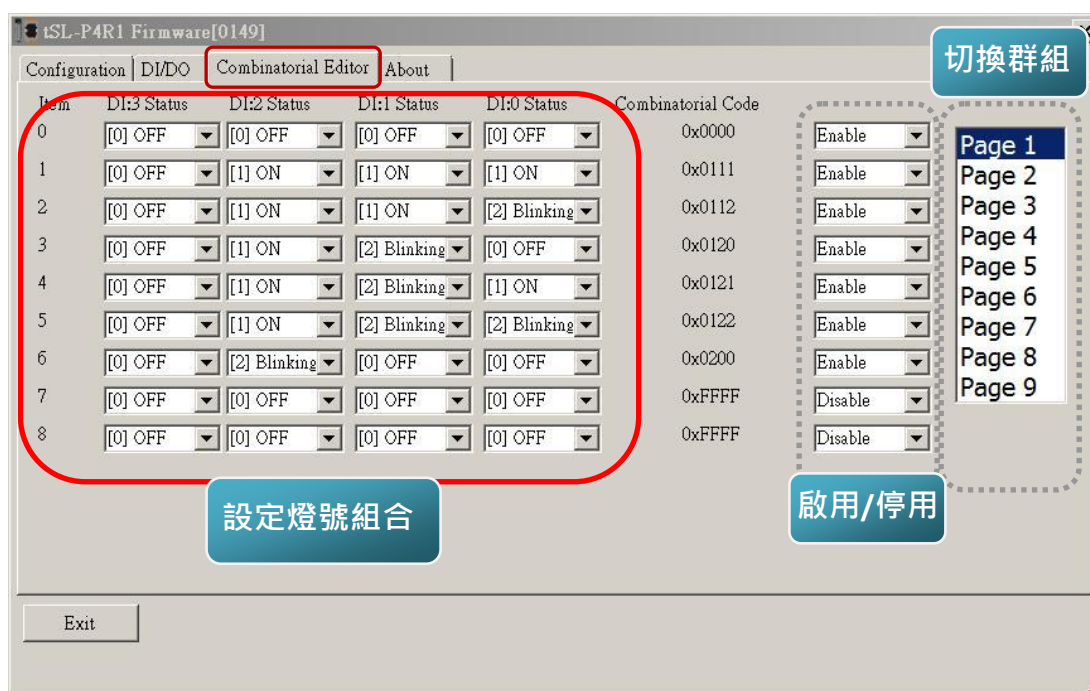 tSL-P4R1 Firmware[0149]
Configuration DI/DO Combinatorial Editor About
切換群組
Item DI:3 Status DI:2 Status DI:1 Status DI:0 Status Combinatorial Code
0 [0] OFF [0] OFF [0] OFF [0] OFF 0x0000 Enable
1 [0] OFF [1] ON [1] ON [1] ON 0x0111 Enable
2 [0] OFF [1] ON [1] ON [2] Blinking 0x0112 Enable
3 [0] OFF [1] ON [2] Blinking [0] OFF 0x0120 Enable
4 [0] OFF [1] ON [2] Blinking [1] ON 0x0121 Enable
5 [0] OFF [1] ON [2] Blinking [2] Blinking 0x0122 Enable
6 [0] OFF [2] Blinking [0] OFF [0] OFF 0x0200 Enable
7 [0] OFF [0] OFF [0] OFF [0] OFF 0xFFFF Disable
8 [0] OFF [0] OFF [0] OFF [0] OFF 0xFFFF Disable
Page 1
Page 2
Page 3
Page 4
Page 5
Page 6
Page 7
Page 8
Page 9
設定燈號組合
啟用/停用
Exit